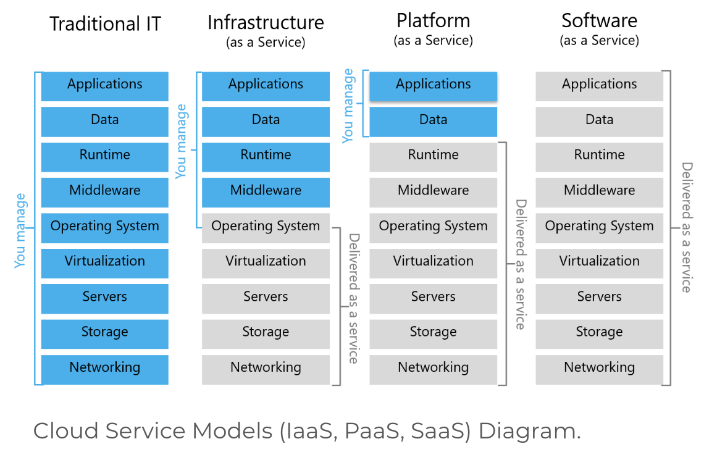 Traditional IT
Infrastructure
(as a Service)
Platform
(as a Service)
Software
(as a Service)
You manage
Applications
Data
Runtime
Middleware
Operating System
Virtualization
Servers
Storage
Networking
You manage
Applications
Data
Runtime
Middleware
Operating System
Virtualization
Servers
Storage
Networking
Delivered as a service
You manage
Applications
Data
Runtime
Middleware
Operating System
Virtualization
Servers
Storage
Networking
Delivered as a service
Applications
Data
Runtime
Middleware
Operating System
Virtualization
Servers
Storage
Networking
Delivered as a service
Cloud Service Models (IaaS, PaaS, SaaS) Diagram.